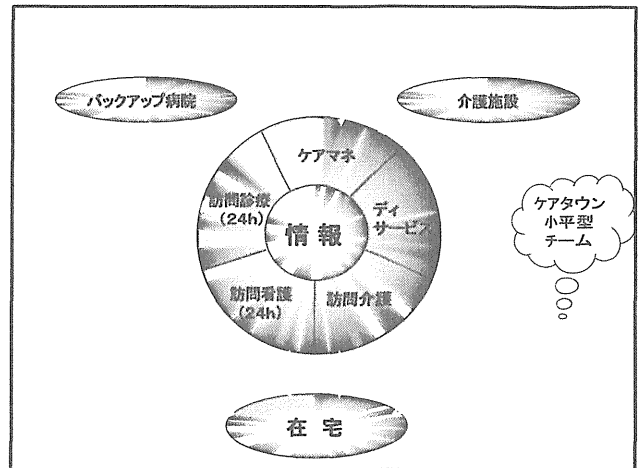 バックアップ病院
介護施設
ケアマネ
訪問診療
(24h)
ディ
サービス
情報
訪問看護
(24h)
訪問介護
ケアタウン
小平型
チーム
在宅